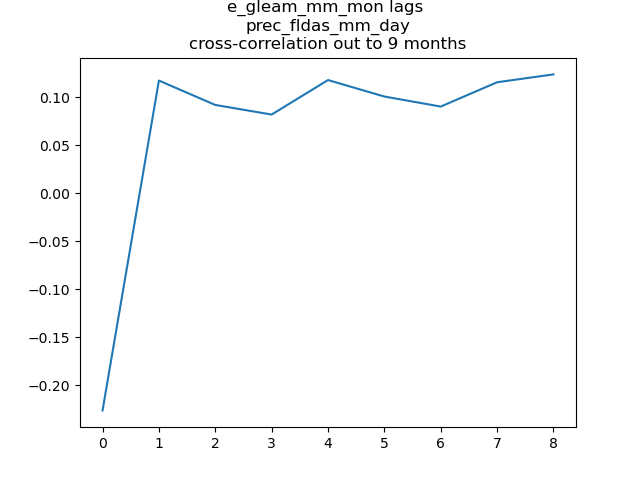 e_gleam_mm_mon lags
prec_fldas_mm_day
cross-correlation out to 9 months
0.10
0.05
0.00
−0.05
−0.10
−0.15
−0.20
0 1 2 3 4 5 6 7 8